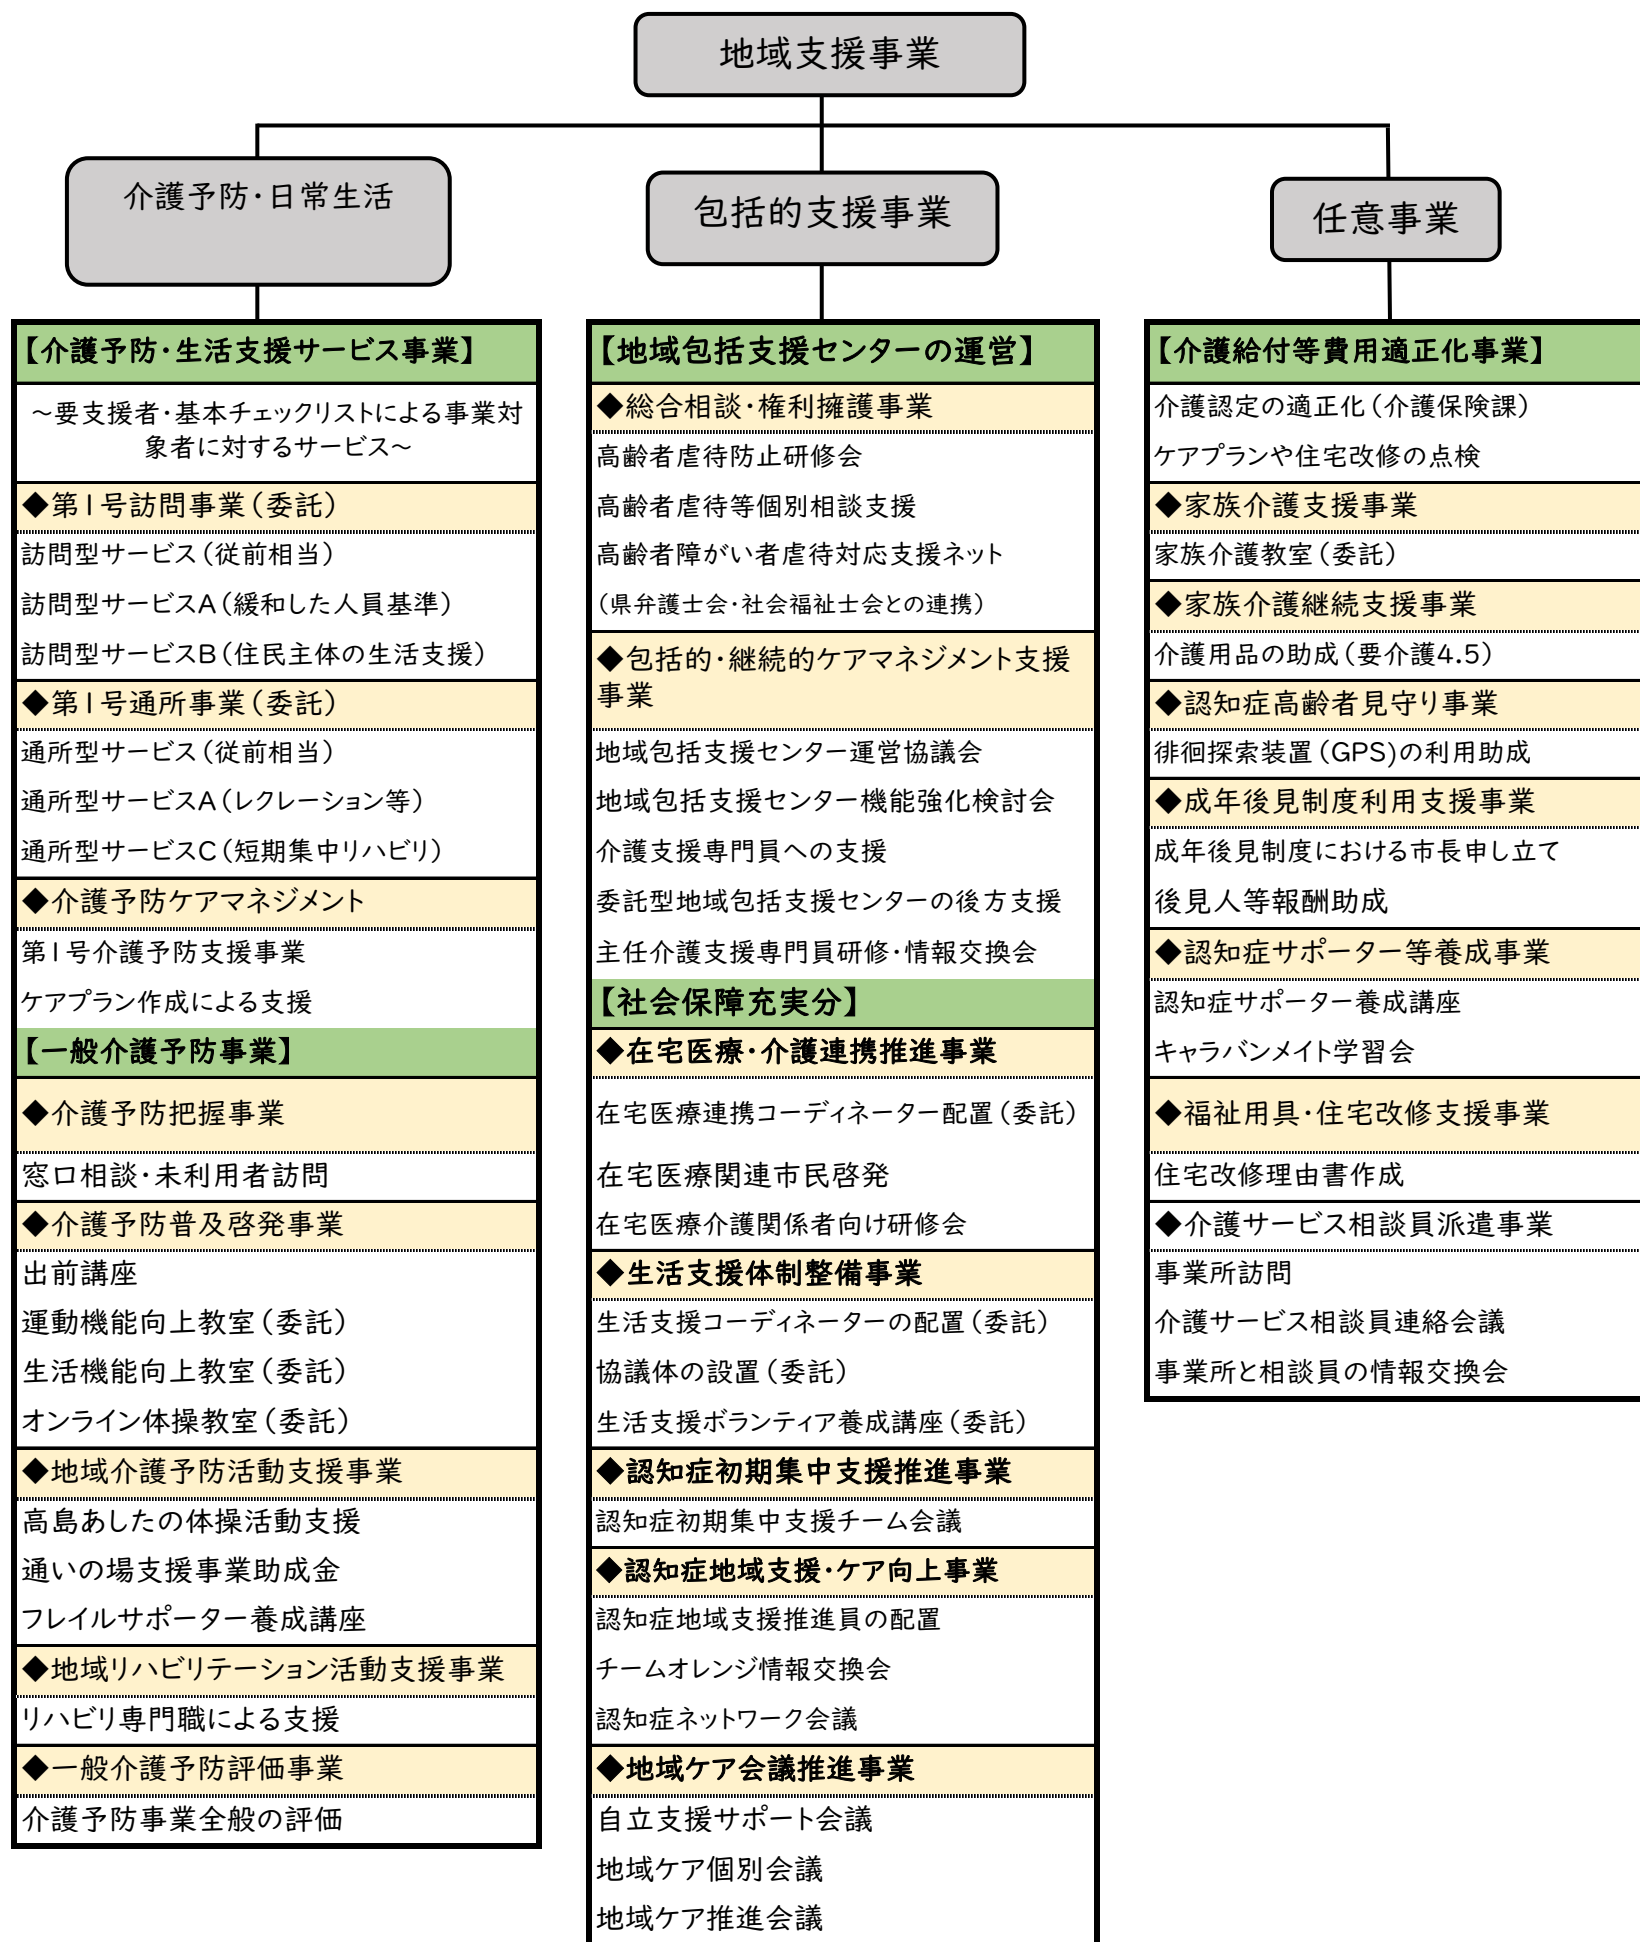 地域支援事業
介護予防・日常生活
包括的支援事業
任意事業
【介護予防・生活支援サービス事業】
～要支援者・基本チェックリストによる事業対
象者に対するサービス～
◆第1号訪問事業（委託）
訪問型サービス（従前相当）
訪問型サービスA（緩和した人員基準）
訪問型サービスB（住民主体の生活支援）
◆第1号通所事業（委託）
通所型サービス（従前相当）
通所型サービスA（レクレーション等）
通所型サービスC（短期集中リハビリ）
◆介護予防ケアマネジメント
第1号介護予防支援事業
ケアプラン作成による支援
【一般介護予防事業】
◆介護予防把握事業
窓口相談・未利用者訪問
◆介護予防普及啓発事業
出前講座
運動機能向上教室（委託）
生活機能向上教室（委託）
オンライン体操教室（委託）
◆地域介護予防活動支援事業
高島あしたの体操活動支援
通いの場支援事業助成金
フレイルサポーター養成講座
◆地域リハビリテーション活動支援事業
リハビリ専門職による支援
◆一般介護予防評価事業
介護予防事業全般の評価
【地域包括支援センターの運営】
◆総合相談・権利擁護事業
高齢者虐待防止研修会
高齢者虐待等個別相談支援
高齢者障がい者虐待対応支援ネット
（県弁護士会・社会福祉士会との連携）
◆包括的・継続的ケアマネジメント支援
事業
地域包括支援センター運営協議会
地域包括支援センター機能強化検討会
介護支援専門員への支援
委託型地域包括支援センターの後方支援
主任介護支援専門員研修・情報交換会
【社会保障充実分】
◆在宅医療・介護連携推進事業
在宅医療連携コーディネーター配置（委託）
在宅医療関連市民啓発
在宅医療介護関係者向け研修会
◆生活支援体制整備事業
生活支援コーディネーターの配置（委託）
協議体の設置（委託）
生活支援ボランティア養成講座（委託）
◆認知症初期集中支援推進事業
認知症初期集中支援チーム会議
◆認知症地域支援・ケア向上事業
認知症地域支援推進員の配置
チームオレンジ情報交換会
認知症ネットワーク会議
◆地域ケア会議推進事業
自立支援サポート会議
地域ケア個別会議
地域ケア推進会議
【介護給付等費用適正化事業】
介護認定の適正化（介護保険課）
ケアプランや住宅改修の点検
◆家族介護支援事業
家族介護教室（委託）
◆家族介護継続支援事業
介護用品の助成（要介護4.5）
◆認知症高齢者見守り事業
徘徊探索装置（GPS)の利用助成
◆成年後見制度利用支援事業
成年後見制度における市長申し立て
後見人等報酬助成
◆認知症サポーター等養成事業
認知症サポーター養成講座
キャラバンメイト学習会
◆福祉用具・住宅改修支援事業
住宅改修理由書作成
◆介護サービス相談員派遣事業
事業所訪問
介護サービス相談員連絡会議
事業所と相談員の情報交換会